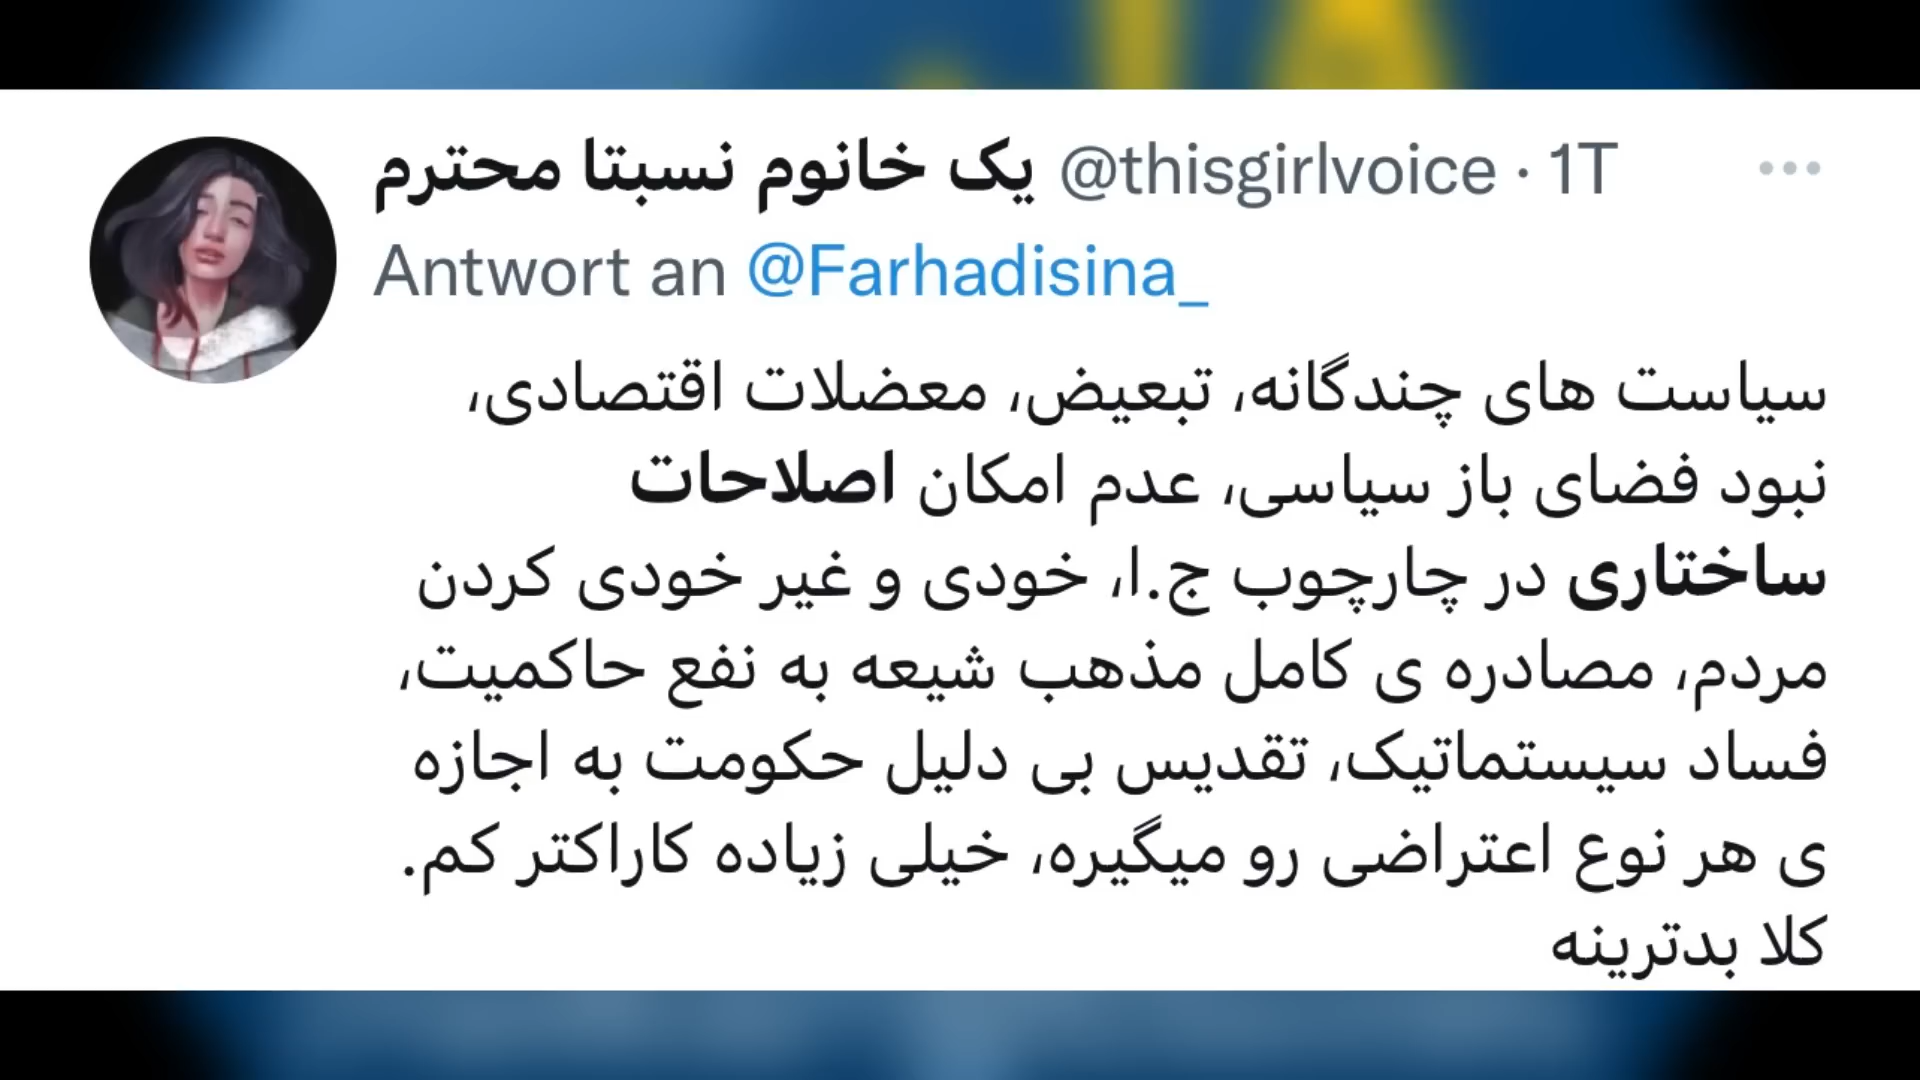 یک خانوم نسبتا محترم @thisgirlvoice · 1T
Antwort an @Farhadisina_
سیاست های چندگانه، تبعیض، معضلات اقتصادی،
نبود فضای باز سیاسی، عدم امکان اصلاحات
ساختاری در چارچوب ج.ا، خودی و غیر خودی کردن
مردم، مصادره ی کامل مذهب شیعه به نفع حاکمیت،
فساد سیستماتیک، تقدیس بی دلیل حکومت به اجازه
ی هر نوع اعتراضی رو میگیره، خیلی زیاده کاراکتر کم.
کلا بدترینه